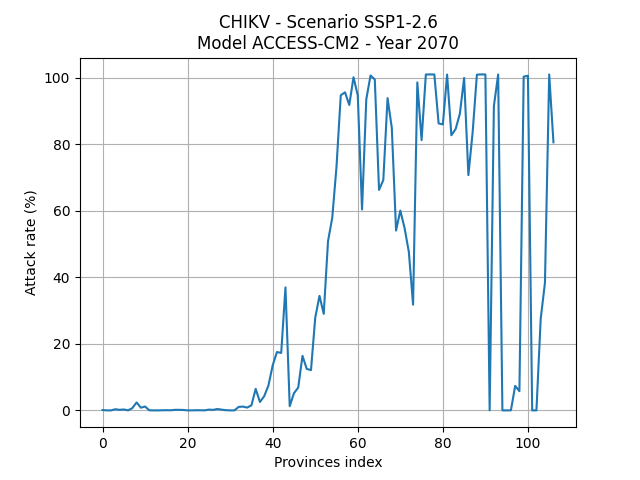 CHIKV - Scenario SSP1-2.6
Model ACCESS-CM2 - Year 2070
Attack rate (%)
100
80
60
40
20
0
0 20 40 60 80 100
Provinces index